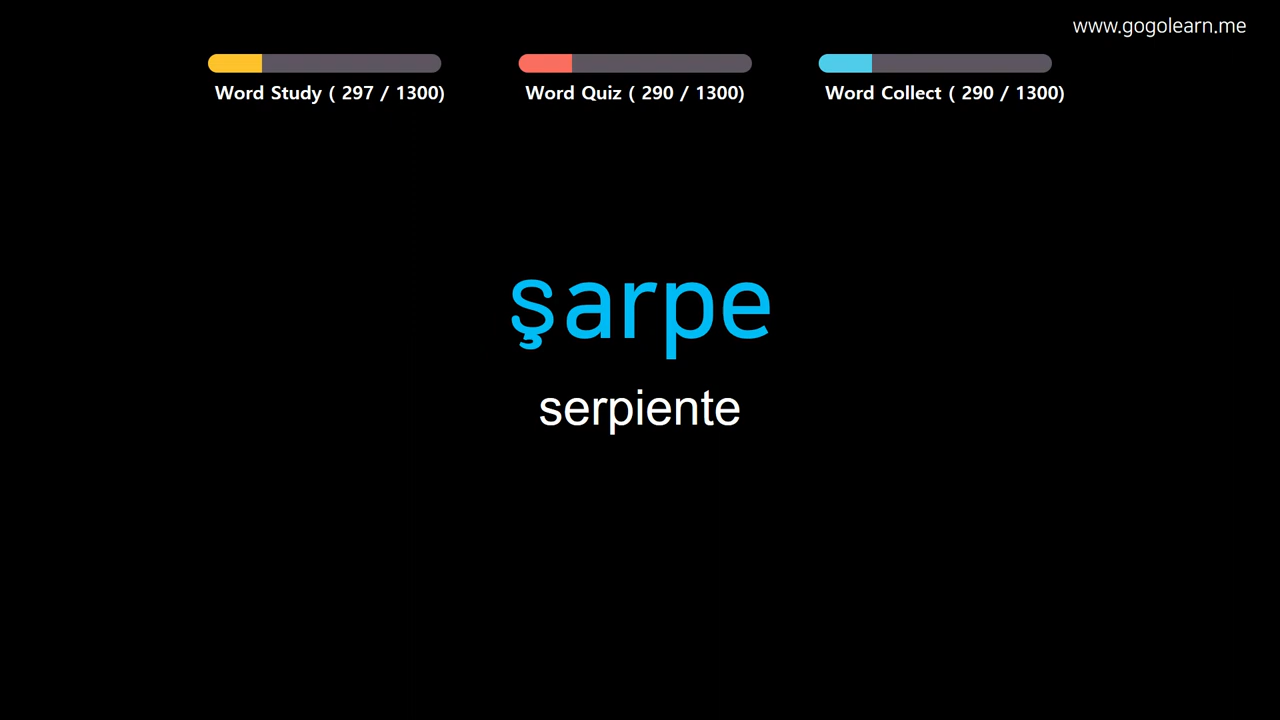 www.gogolearn.me
Word Study ( 297 / 1300)
Word Quiz ( 290 / 1300)
Word Collect ( 290 / 1300)
şarpe
serpiente